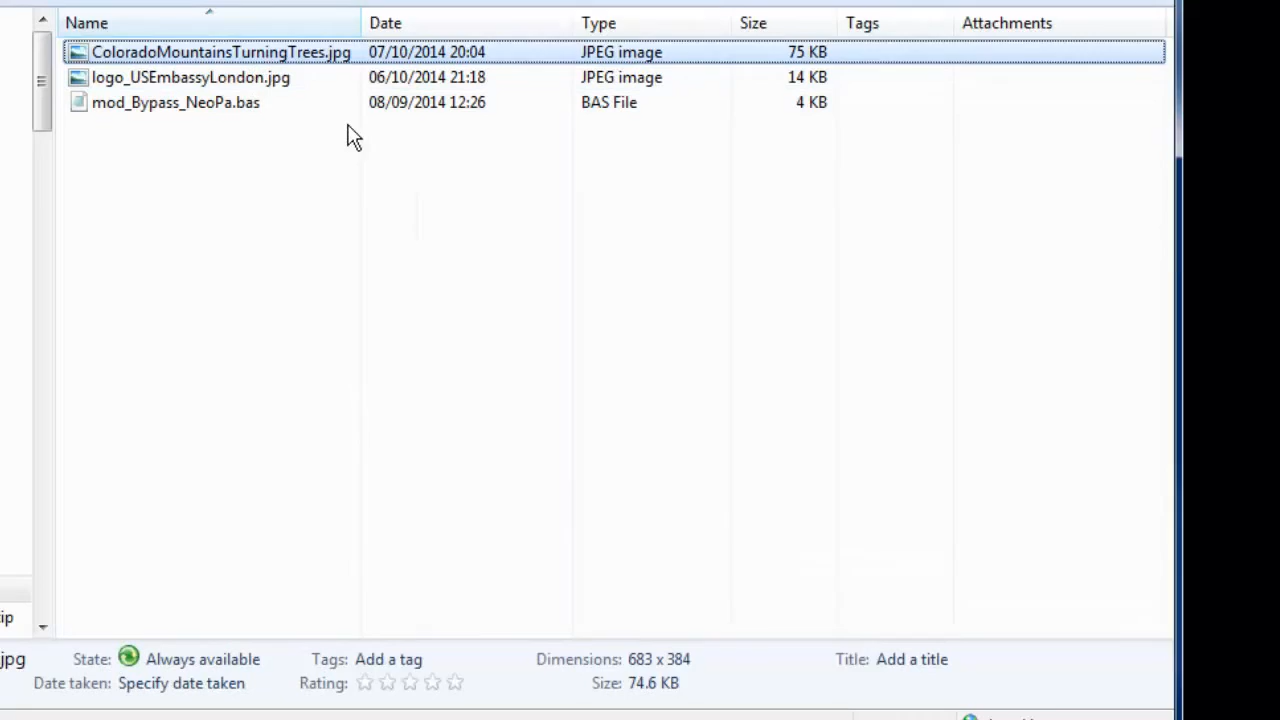 Name Date Type Size Tags Attachments
ColoradoMountainsTurningTrees.jpg 07/10/2014 20:04 JPEG image 75 KB
logo_USEmbassyLondon.jpg 06/10/2014 21:18 JPEG image 14 KB
mod_Bypass_NeoPa.bas 08/09/2014 12:26 BAS File 4 KB
ip
jpg State: Always available Tags: Add a tag Dimensions: 683 x 384 Title: Add a title
Date taken: Specify date taken Rating: Size: 74.6 KB